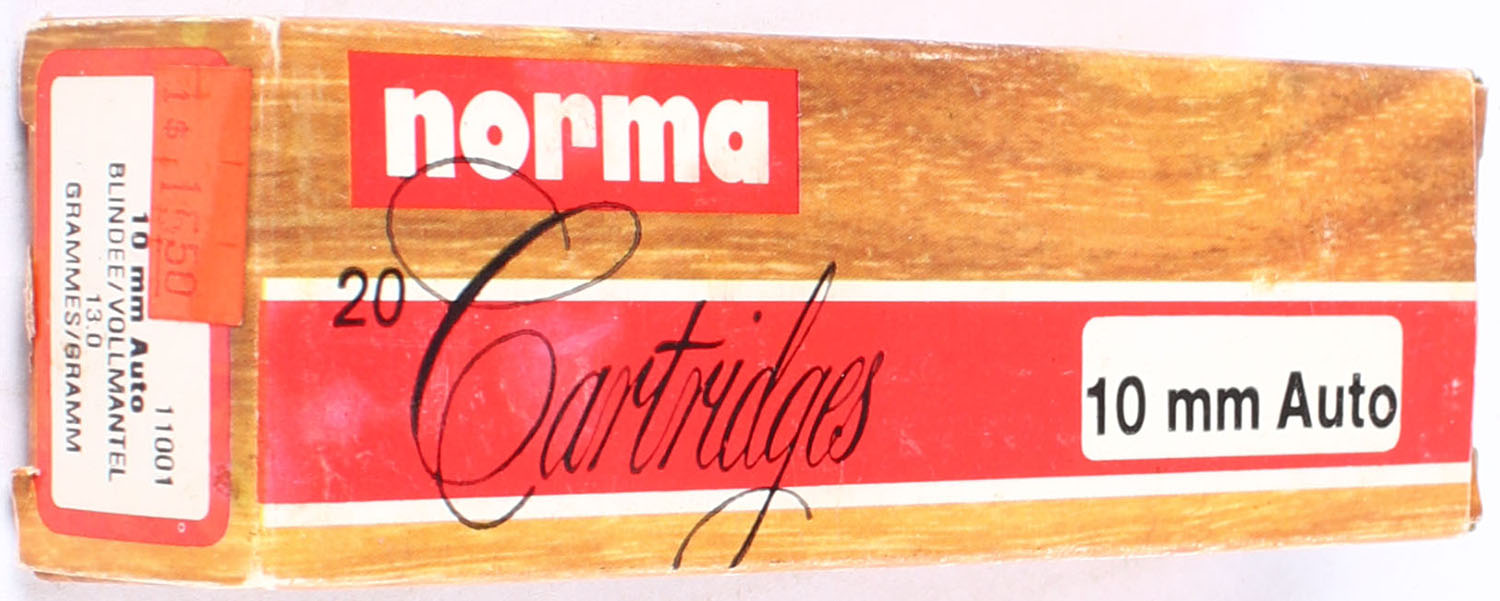 norma
20 Cartridges
10 mm Auto
11001
10 mm Auto
BLINDEE/VOLLMANTEL
13.0
GRAMMES/GRAMM